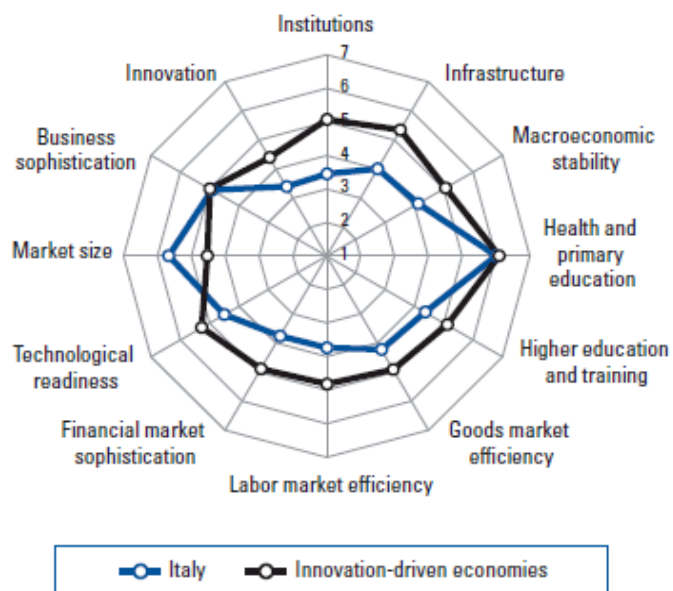 Institutions
7
6
5
4
3
2
1
Infrastructure
Macroeconomic
stability
Health and
primary
education
Higher education
and training
Goods market
efficiency
Labor market efficiency
Financial market
sophistication
Technological
readiness
Market size
Business
sophistication
Innovation
Italy
Innovation-driven economies